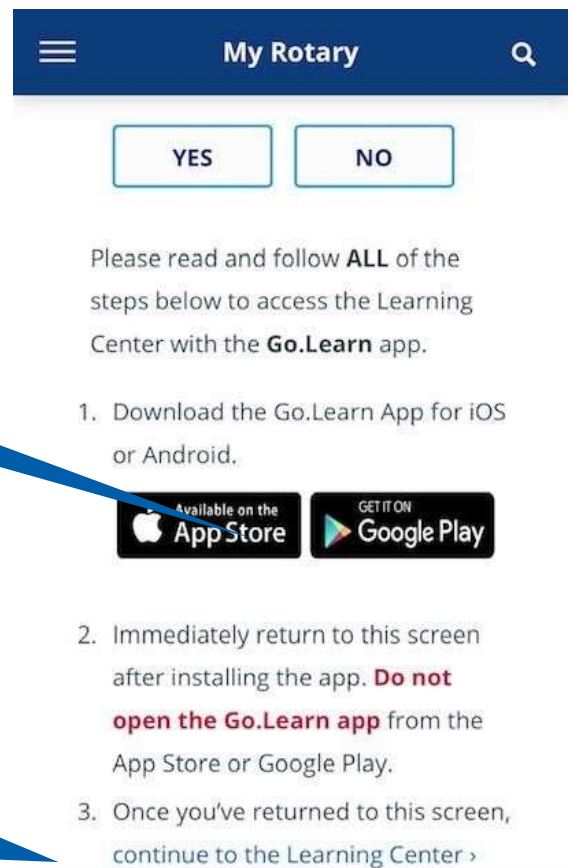 My Rotary
YES NO
Please read and follow ALL of the
steps below to access the Learning
Center with the Go.Learn app.
1. Download the Go.Learn App for iOS
or Android.
Available on the GET IT ON
App Store Google Play
2. Immediately return to this screen
after installing the app. Do not
open the Go.Learn app from the
App Store or Google Play.
3. Once you've returned to this screen,
continue to the Learning Center ›